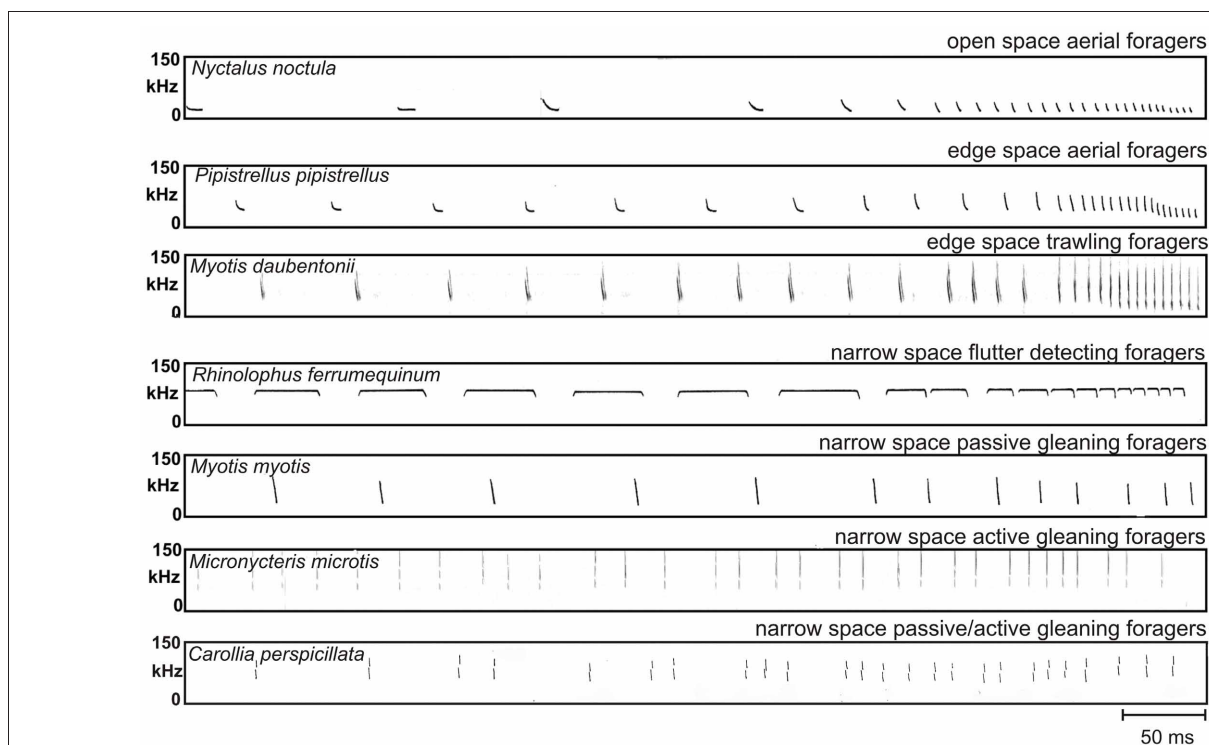 open space aerial foragers
150
kHz
0
Nyctalus noctula
edge space aerial foragers
150
kHz
0
Pipistrellus pipistrellus
edge space trawling foragers
150
kHz
0
Myotis daubentonii
narrow space flutter detecting foragers
150
kHz
0
Rhinolophus ferrumequinum
narrow space passive gleaning foragers
150
kHz
0
Myotis myotis
narrow space active gleaning foragers
150
kHz
0
Micronycteris microtis
narrow space passive/active gleaning foragers
150
kHz
0
Carollia perspicillata
50 ms